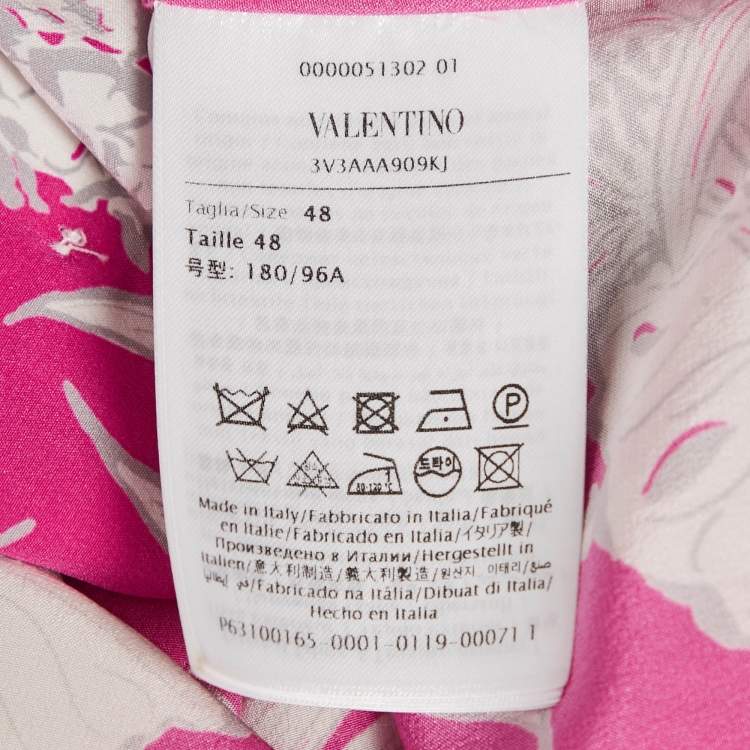 0000051302 01
VALENTINO
3V3AAA909KJ
Taglia/Size 48
Taille 48
号型: 180/96A
P
80-120°C 드라이
Made in Italy/Fabbricato in Italia/Fabriqué
en Italie/Fabricado en Italia/イタリア製/
Произведено в Италии/Hergestellt in
Italien/意大利制造/義大利製造/원산지. 이태리/صنع
في إيطاليا/Fabricado na Itália/Dibuat di Italia/
Hecho en Italia
P63100165-0001-0119-00071 1